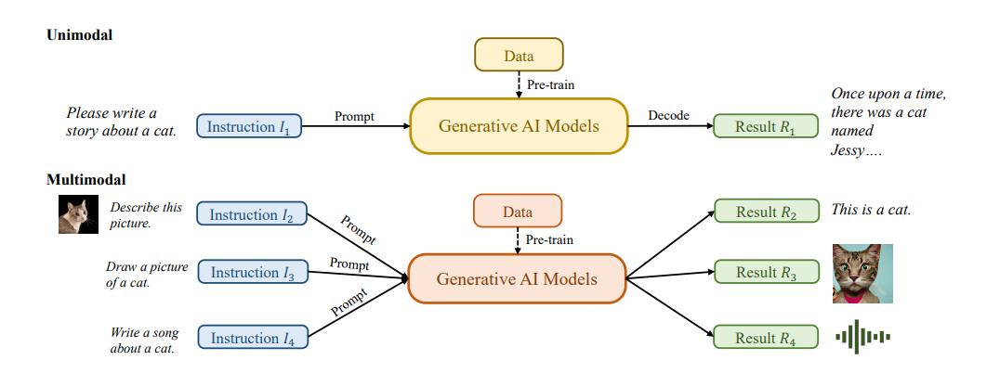 Unimodal
Data
Pre-train
Please write a
story about a cat.
Instruction I₁
Prompt
Generative AI Models
Decode
Result R₁
Once upon a time,
there was a cat
named
Jessy….
Multimodal
Describe this
picture.
Instruction I₂
Prompt
Data
Pre-train
Result R₂
This is a cat.
Draw a picture
of a cat.
Instruction I₃
Prompt
Generative AI Models
Result R₃
Write a song
about a cat.
Instruction I₄
Prompt
Result R₄